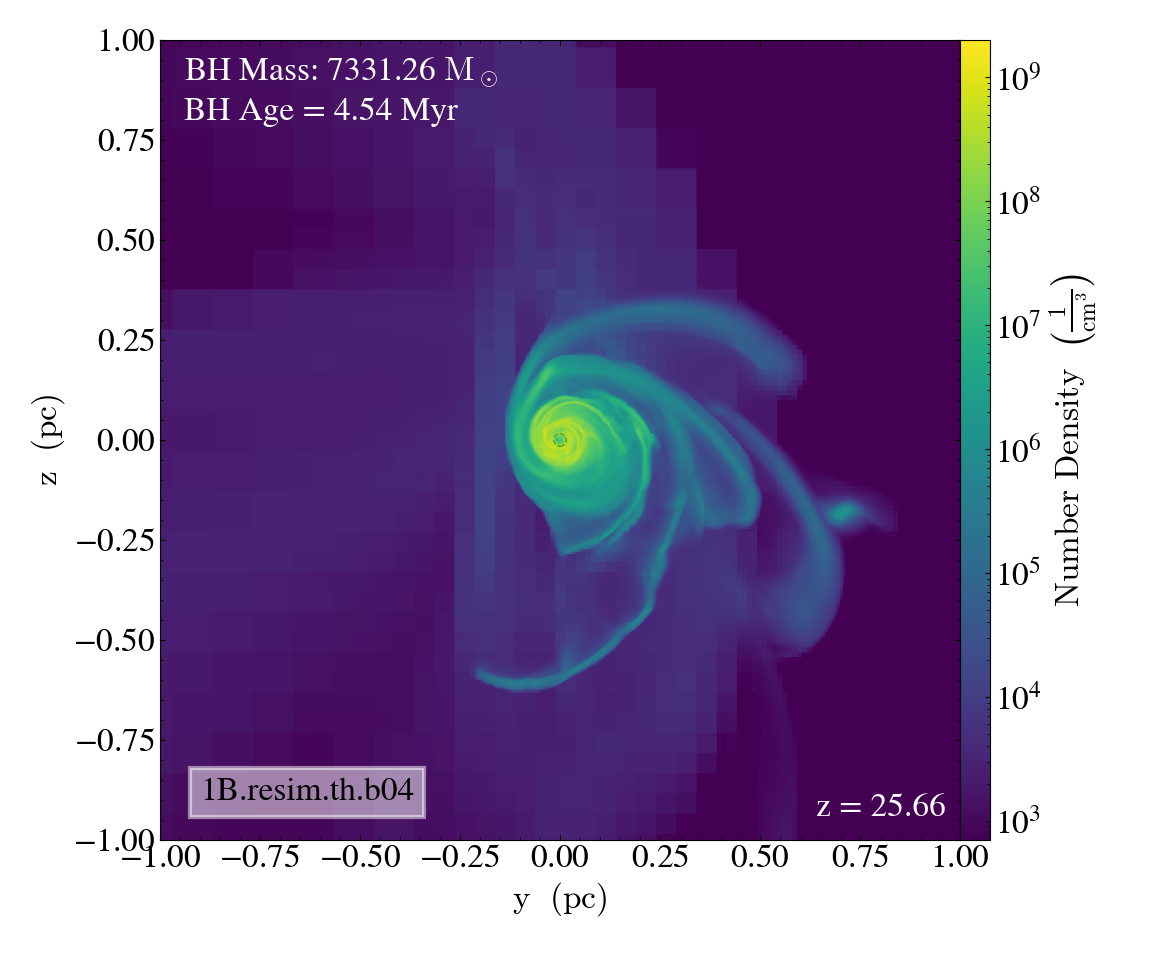 BH Mass: 7331.26 M⊙
BH Age = 4.54 Myr
1B.resim.th.b04
z = 25.66
1.00
0.75
0.50
0.25
0.00
−0.25
−0.50
−0.75
−1.00
z (pc)
−1.00 −0.75 −0.50 −0.25 0.00 0.25 0.50 0.75 1.00
y (pc)
10⁹
10⁸
10⁷
10⁶
10⁵
10⁴
10³
Number Density (1/cm³)